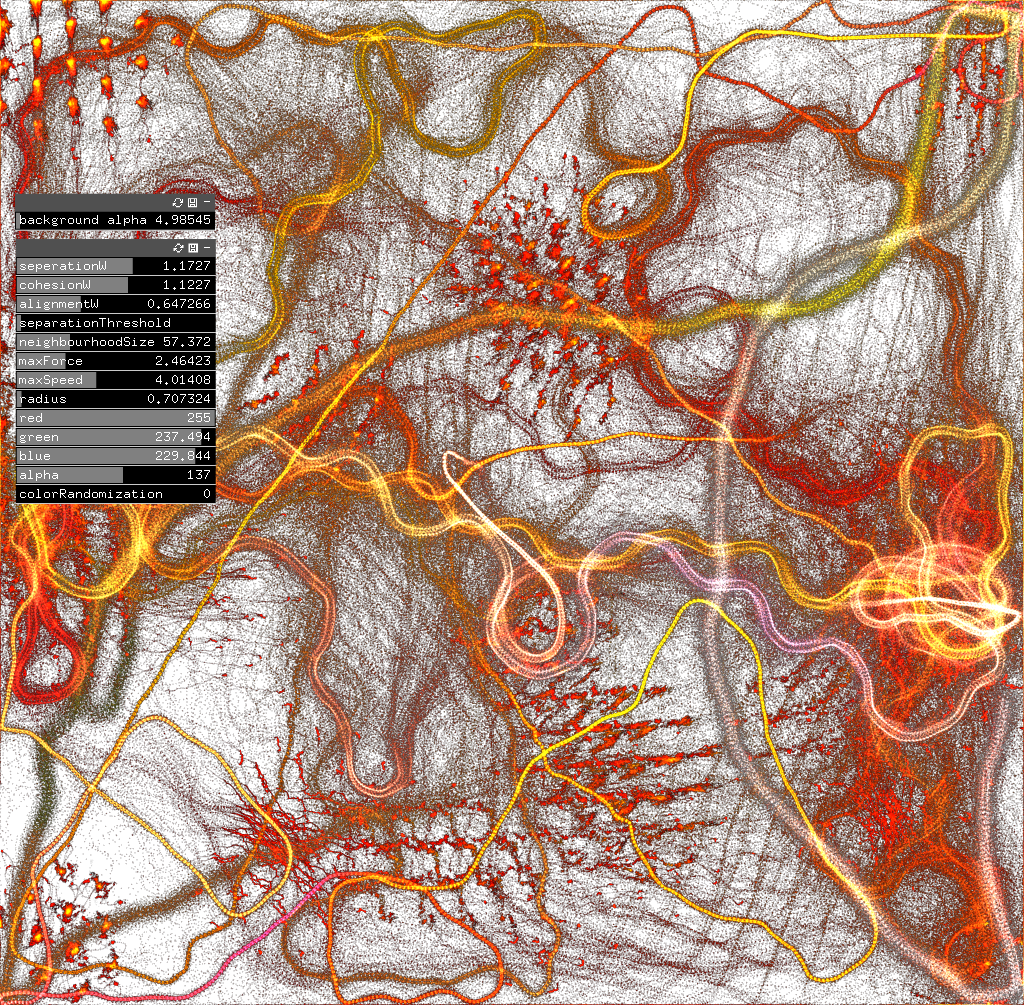 background alpha 4.98545
seperationW 1.1727
cohesionW 1.1227
alignmentW 0.647266
separationThreshold
neighbourhoodSize 57.372
maxForce 2.46423
maxSpeed 4.01408
radius 0.707324
red 255
green 237.494
blue 229.844
alpha 137
colorRandomization 0